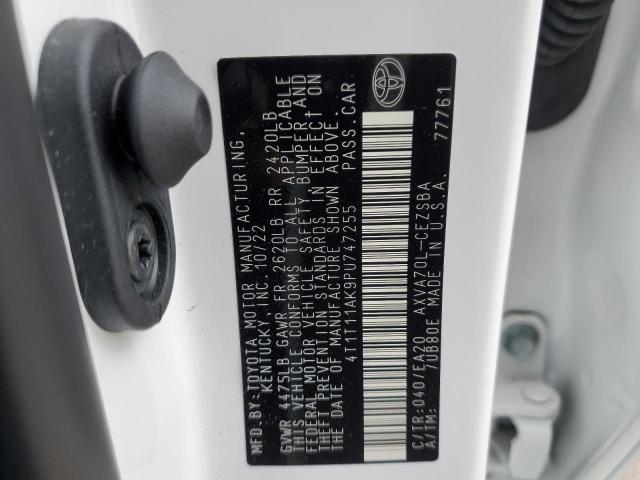 MFD. BY: TOYOTA MOTOR MANUFACTURING,
KENTUCKY, INC. 10/22
GVWR 4475LB GAWR FR 2620LB RR 2420LB
THIS VEHICLE CONFORMS TO ALL APPLICABLE
FEDERAL MOTOR VEHICLE SAFETY, BUMPER, AND
THEFT PREVENTION STANDARDS IN EFFECT ON
THE DATE OF MANUFACTURE SHOWN ABOVE.
4T1T11AK9PU747255 PASS. CAR
C/TR:040/EA20 AXVA70L-CEZSBA
A/TM: 7UB80E MADE IN U.S.A. 77761